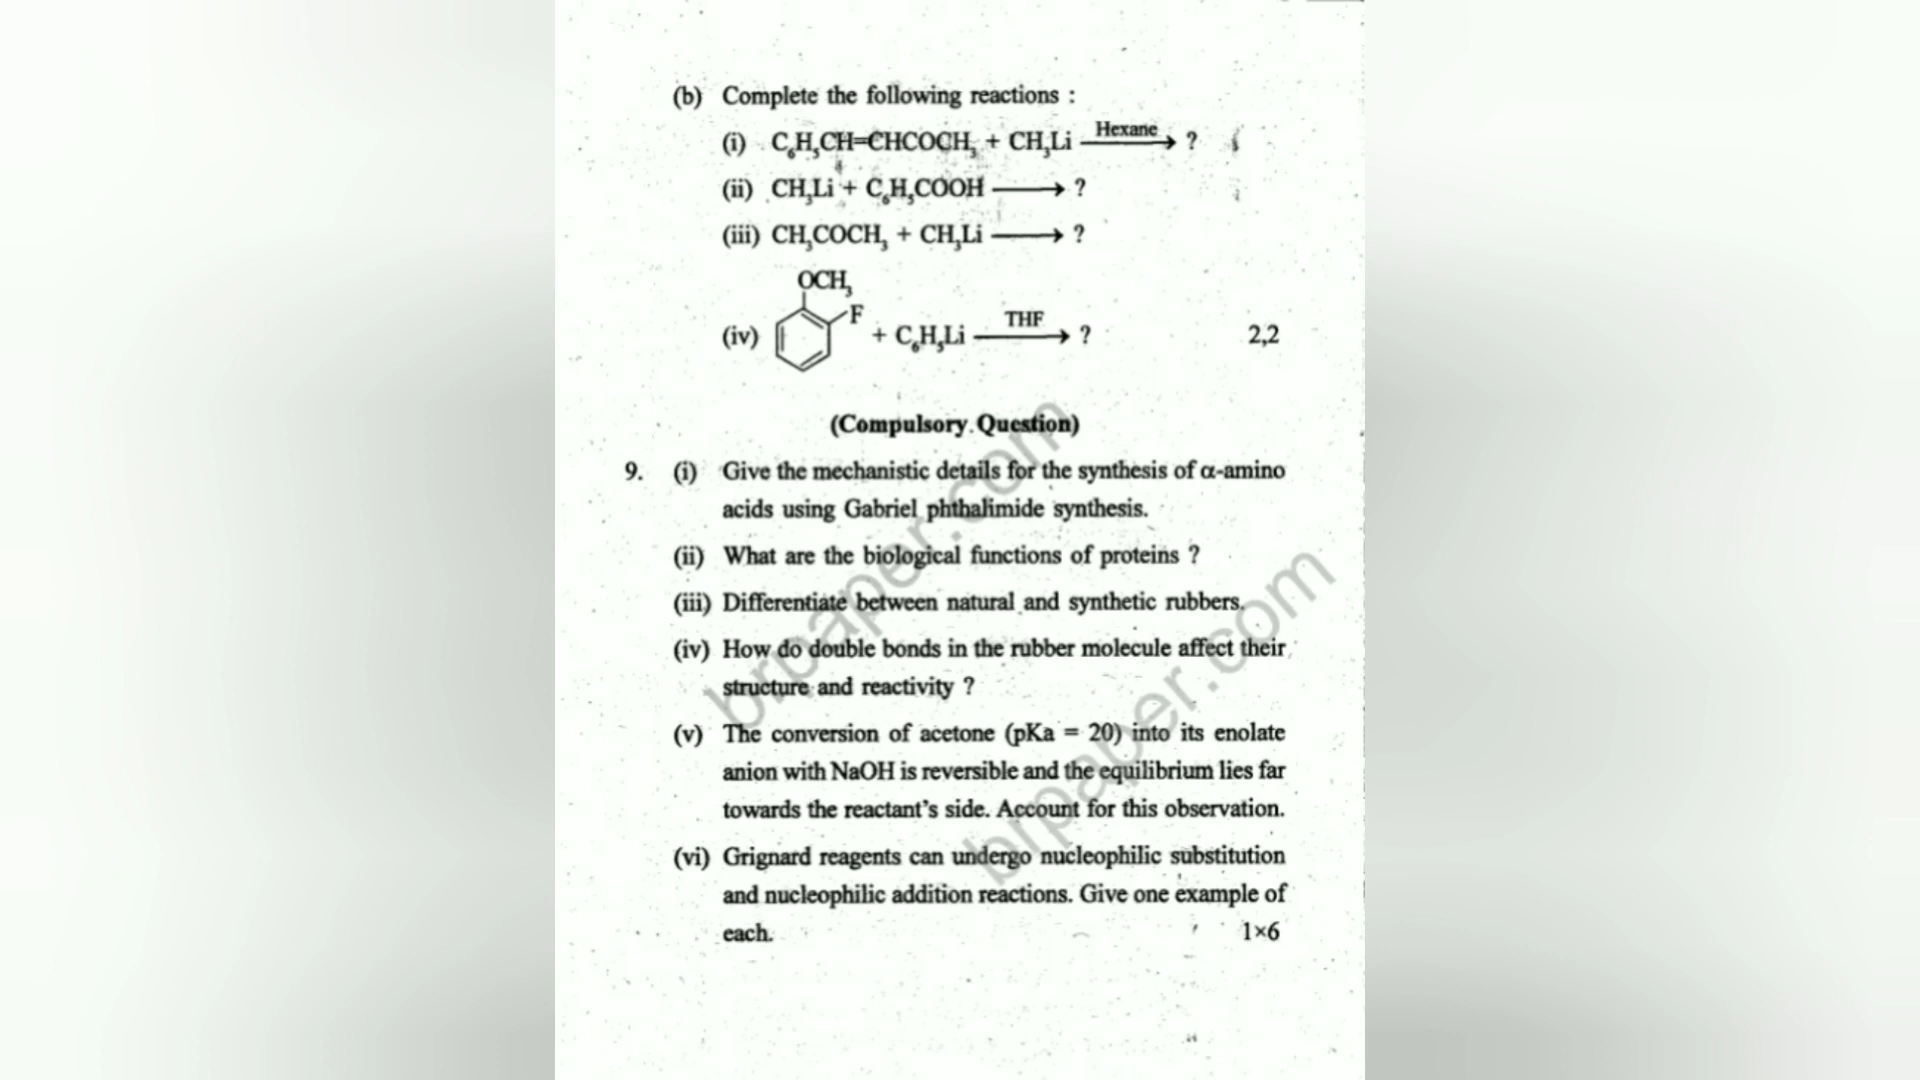 (b) Complete the following reactions :
(i) C₆H₅CH=CHCOCH₃ + CH₃Li Hexane → ?
(ii) CH₃Li + C₆H₅COOH → ?
(iii) CH₃COCH₃ + CH₃Li → ?
OCH₃
F
(iv) + C₆H₅Li THF → ? 2,2
(Compulsory Question)
9. (i) Give the mechanistic details for the synthesis of α-amino
acids using Gabriel phthalimide synthesis.
(ii) What are the biological functions of proteins ?
(iii) Differentiate between natural and synthetic rubbers.
(iv) How do double bonds in the rubber molecule affect their
structure and reactivity ?
(v) The conversion of acetone (pKa = 20) into its enolate
anion with NaOH is reversible and the equilibrium lies far
towards the reactant's side. Account for this observation.
(vi) Grignard reagents can undergo nucleophilic substitution
and nucleophilic addition reactions. Give one example of
each. 1×6
brpaper.com
brpaper.com